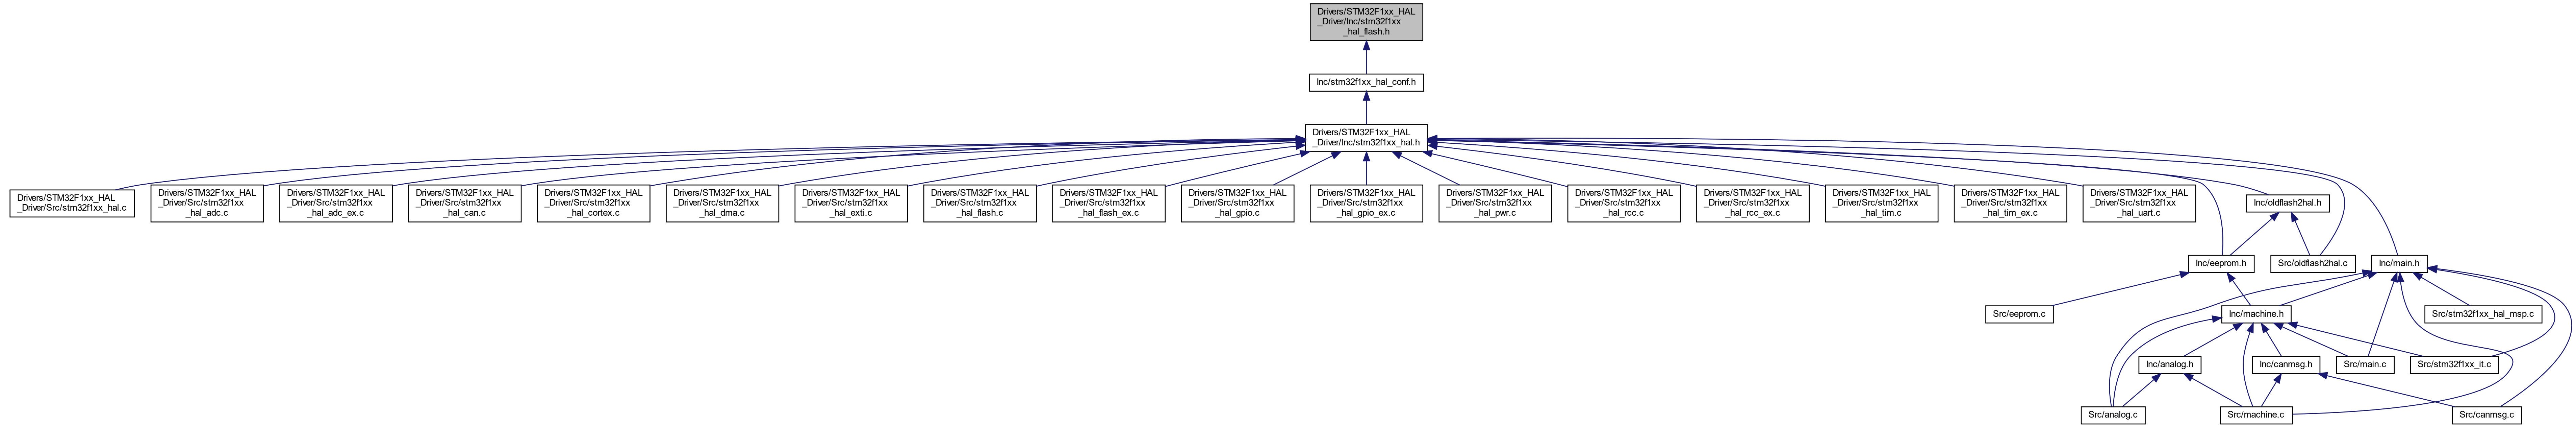 Drivers/STM32F1xx_HAL
_Driver/Inc/stm32f1xx
_hal_flash.h
Inc/stm32f1xx_hal_conf.h
Drivers/STM32F1xx_HAL
_Driver/Inc/stm32f1xx_hal.h
Drivers/STM32F1xx_HAL
_Driver/Src/stm32f1xx_hal.c
Drivers/STM32F1xx_HAL
_Driver/Src/stm32f1xx
_hal_adc.c
Drivers/STM32F1xx_HAL
_Driver/Src/stm32f1xx
_hal_adc_ex.c
Drivers/STM32F1xx_HAL
_Driver/Src/stm32f1xx
_hal_can.c
Drivers/STM32F1xx_HAL
_Driver/Src/stm32f1xx
_hal_cortex.c
Drivers/STM32F1xx_HAL
_Driver/Src/stm32f1xx
_hal_dma.c
Drivers/STM32F1xx_HAL
_Driver/Src/stm32f1xx
_hal_exti.c
Drivers/STM32F1xx_HAL
_Driver/Src/stm32f1xx
_hal_flash.c
Drivers/STM32F1xx_HAL
_Driver/Src/stm32f1xx
_hal_flash_ex.c
Drivers/STM32F1xx_HAL
_Driver/Src/stm32f1xx
_hal_gpio.c
Drivers/STM32F1xx_HAL
_Driver/Src/stm32f1xx
_hal_gpio_ex.c
Drivers/STM32F1xx_HAL
_Driver/Src/stm32f1xx
_hal_pwr.c
Drivers/STM32F1xx_HAL
_Driver/Src/stm32f1xx
_hal_rcc.c
Drivers/STM32F1xx_HAL
_Driver/Src/stm32f1xx
_hal_rcc_ex.c
Drivers/STM32F1xx_HAL
_Driver/Src/stm32f1xx
_hal_tim.c
Drivers/STM32F1xx_HAL
_Driver/Src/stm32f1xx
_hal_tim_ex.c
Drivers/STM32F1xx_HAL
_Driver/Src/stm32f1xx
_hal_uart.c
Inc/oldflash2hal.h
Inc/eeprom.h
Src/oldflash2hal.c
Inc/main.h
Src/eeprom.c
Inc/machine.h
Src/stm32f1xx_hal_msp.c
Inc/analog.h
Inc/canmsg.h
Src/main.c
Src/stm32f1xx_it.c
Src/analog.c
Src/machine.c
Src/canmsg.c